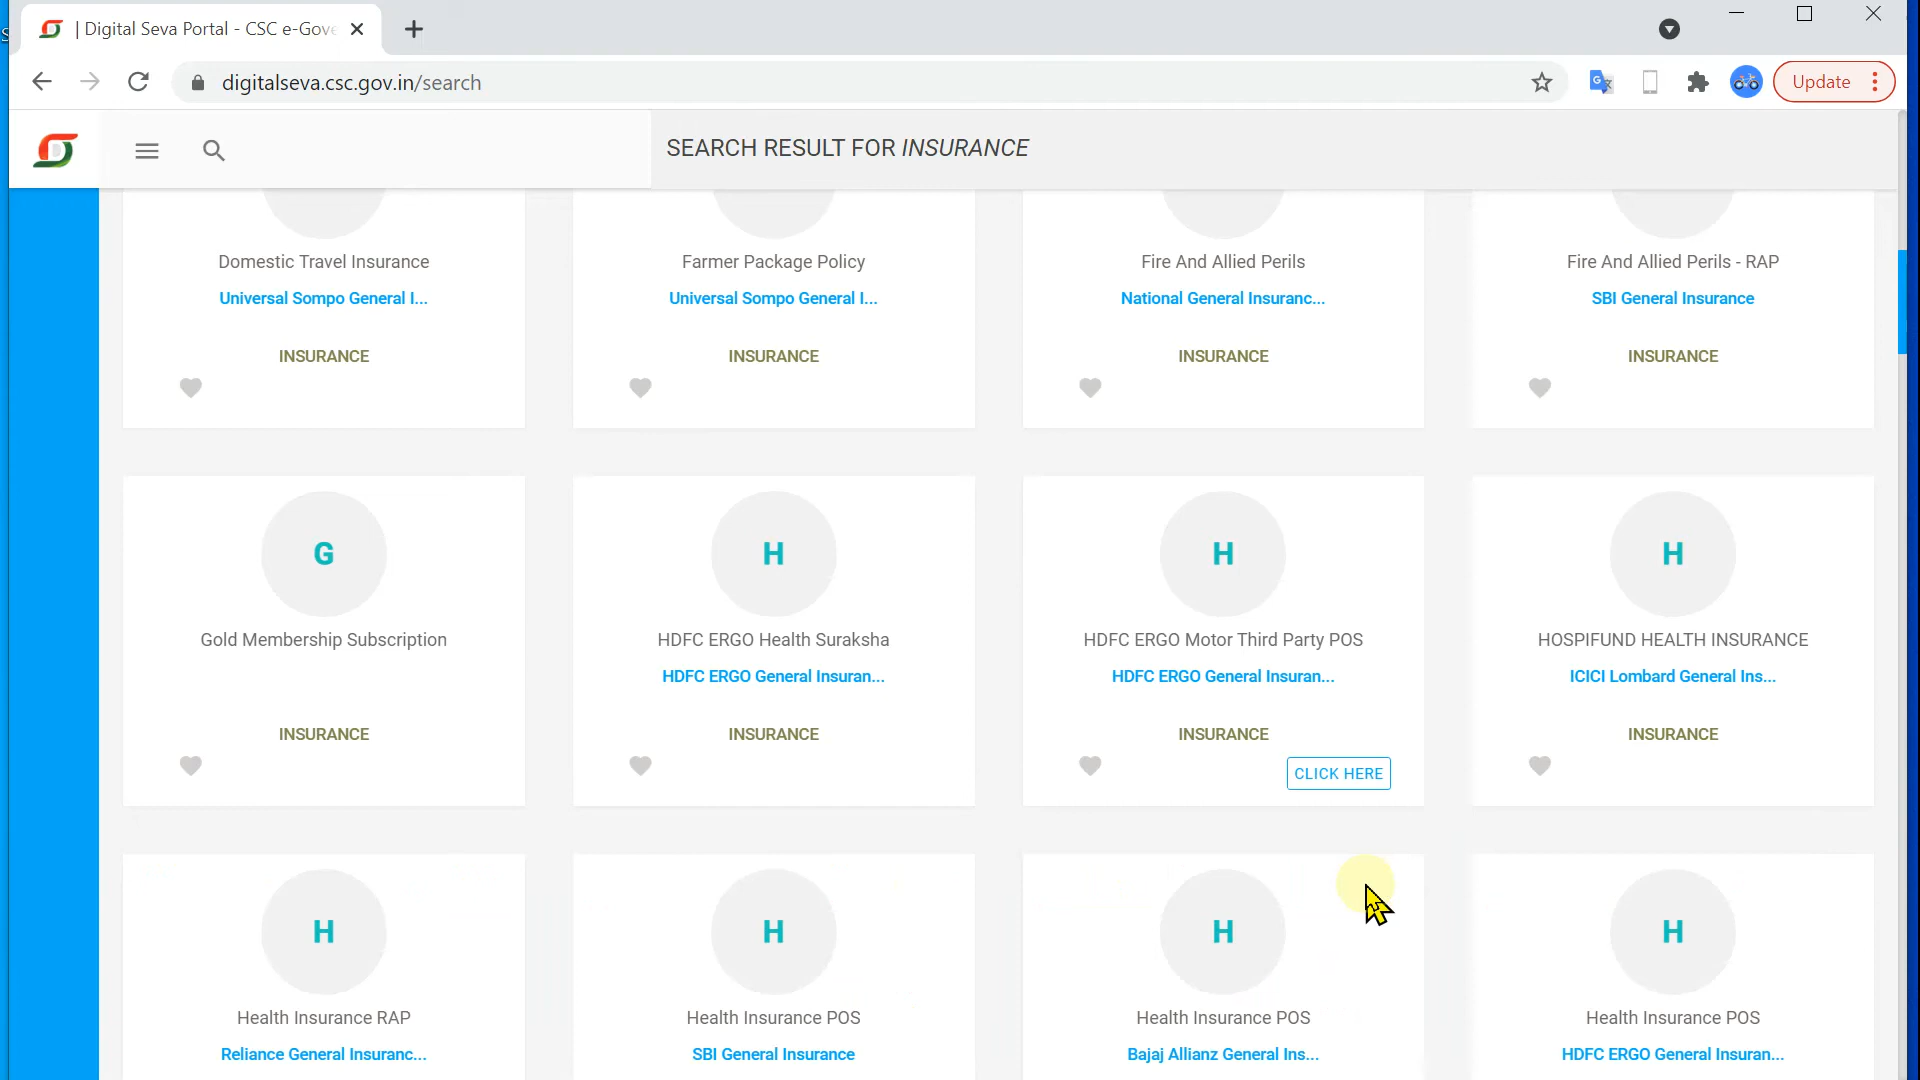 | Digital Seva Portal - CSC e-Gove
Update
digitalseva.csc.gov.in/search
SEARCH RESULT FOR INSURANCE
Domestic Travel Insurance
Universal Sompo General I...
INSURANCE
Farmer Package Policy
Universal Sompo General I...
INSURANCE
Fire And Allied Perils
National General Insuranc...
INSURANCE
Fire And Allied Perils - RAP
SBI General Insurance
INSURANCE
G
Gold Membership Subscription
INSURANCE
H
HDFC ERGO Health Suraksha
HDFC ERGO General Insuran...
INSURANCE
H
HDFC ERGO Motor Third Party POS
HDFC ERGO General Insuran...
INSURANCE
CLICK HERE
H
HOSPIFUND HEALTH INSURANCE
ICICI Lombard General Ins...
INSURANCE
H
Health Insurance RAP
Reliance General Insuranc...
H
Health Insurance POS
SBI General Insurance
H
Health Insurance POS
Bajaj Allianz General Ins...
H
Health Insurance POS
HDFC ERGO General Insuran...